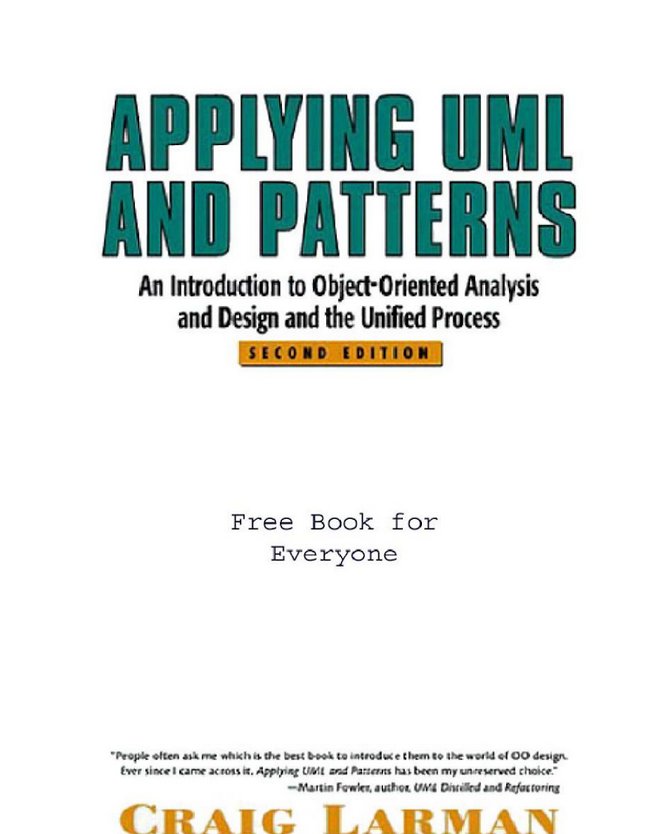 APPLYING UML
AND PATTERNS
An Introduction to Object-Oriented Analysis
and Design and the Unified Process
SECOND EDITION
Free Book for
Everyone
"People often ask me which is the best book to introduce them to the world of OO design.
Ever since I came across it, Applying UML and Patterns has been my unreserved choice."
—Martin Fowler, author, UML Distilled and Refactoring
CRAIG LARMAN